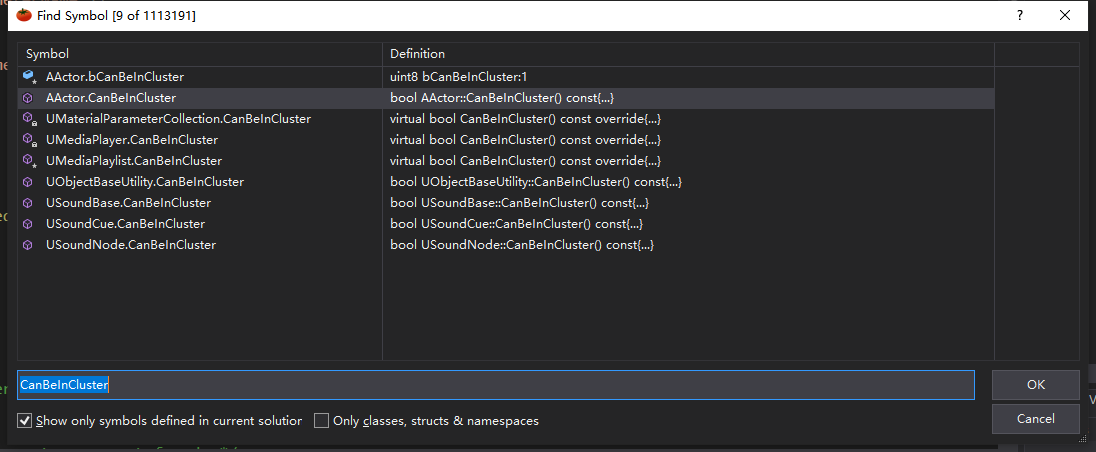 Find Symbol [9 of 1113191]
?
Symbol Definition
AActor.bCanBeInCluster uint8 bCanBeInCluster:1
AActor.CanBeInCluster bool AActor::CanBeInCluster() const{...}
UMaterialParameterCollection.CanBeInCluster virtual bool CanBeInCluster() const override{...}
UMediaPlayer.CanBeInCluster virtual bool CanBeInCluster() const override{...}
UMediaPlaylist.CanBeInCluster virtual bool CanBeInCluster() const override{...}
UObjectBaseUtility.CanBeInCluster bool UObjectBaseUtility::CanBeInCluster() const{...}
USoundBase.CanBeInCluster bool USoundBase::CanBeInCluster() const{...}
USoundCue.CanBeInCluster bool USoundCue::CanBeInCluster() const{...}
USoundNode.CanBeInCluster bool USoundNode::CanBeInCluster() const{...}
CanBeInCluster OK
Show only symbols defined in current solutior Only classes, structs & namespaces Cancel